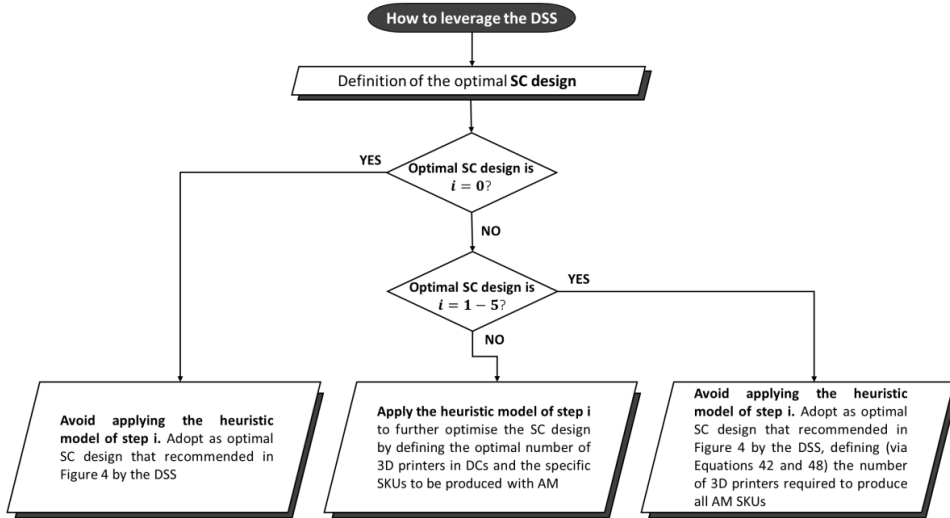 How to leverage the DSS
Definition of the optimal SC design
YES
Optimal SC design is
i = 0?
NO
Optimal SC design is
i = 1 − 5?
YES
NO
Avoid applying the heuristic
model of step i. Adopt as optimal
SC design that recommended in
Figure 4 by the DSS
Apply the heuristic model of step i
to further optimise the SC design
by defining the optimal number of
3D printers in DCs and the specific
SKUs to be produced with AM
Avoid applying the heuristic
model of step i. Adopt as optimal
SC design that recommended in
Figure 4 by the DSS, defining (via
Equations 42 and 48) the number
of 3D printers required to produce
all AM SKUs